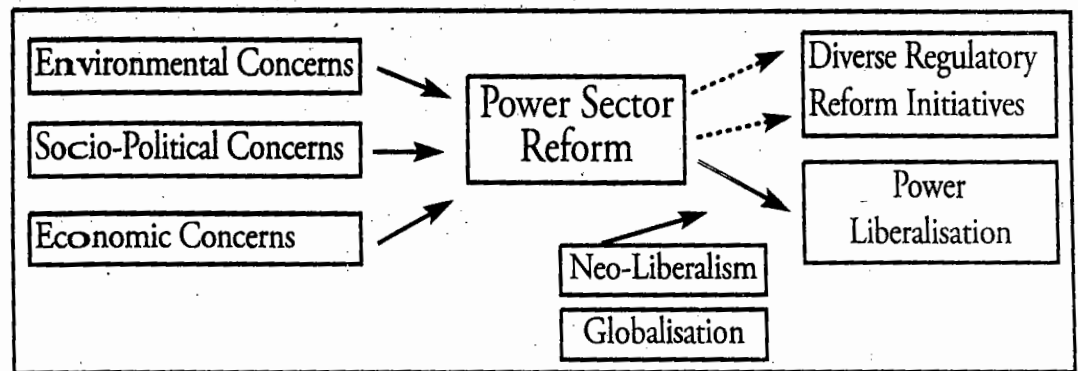 Environmental Concerns
Socio-Political Concerns
Economic Concerns
Power Sector
Reform
Neo-Liberalism
Globalisation
Diverse Regulatory
Reform Initiatives
Power
Liberalisation